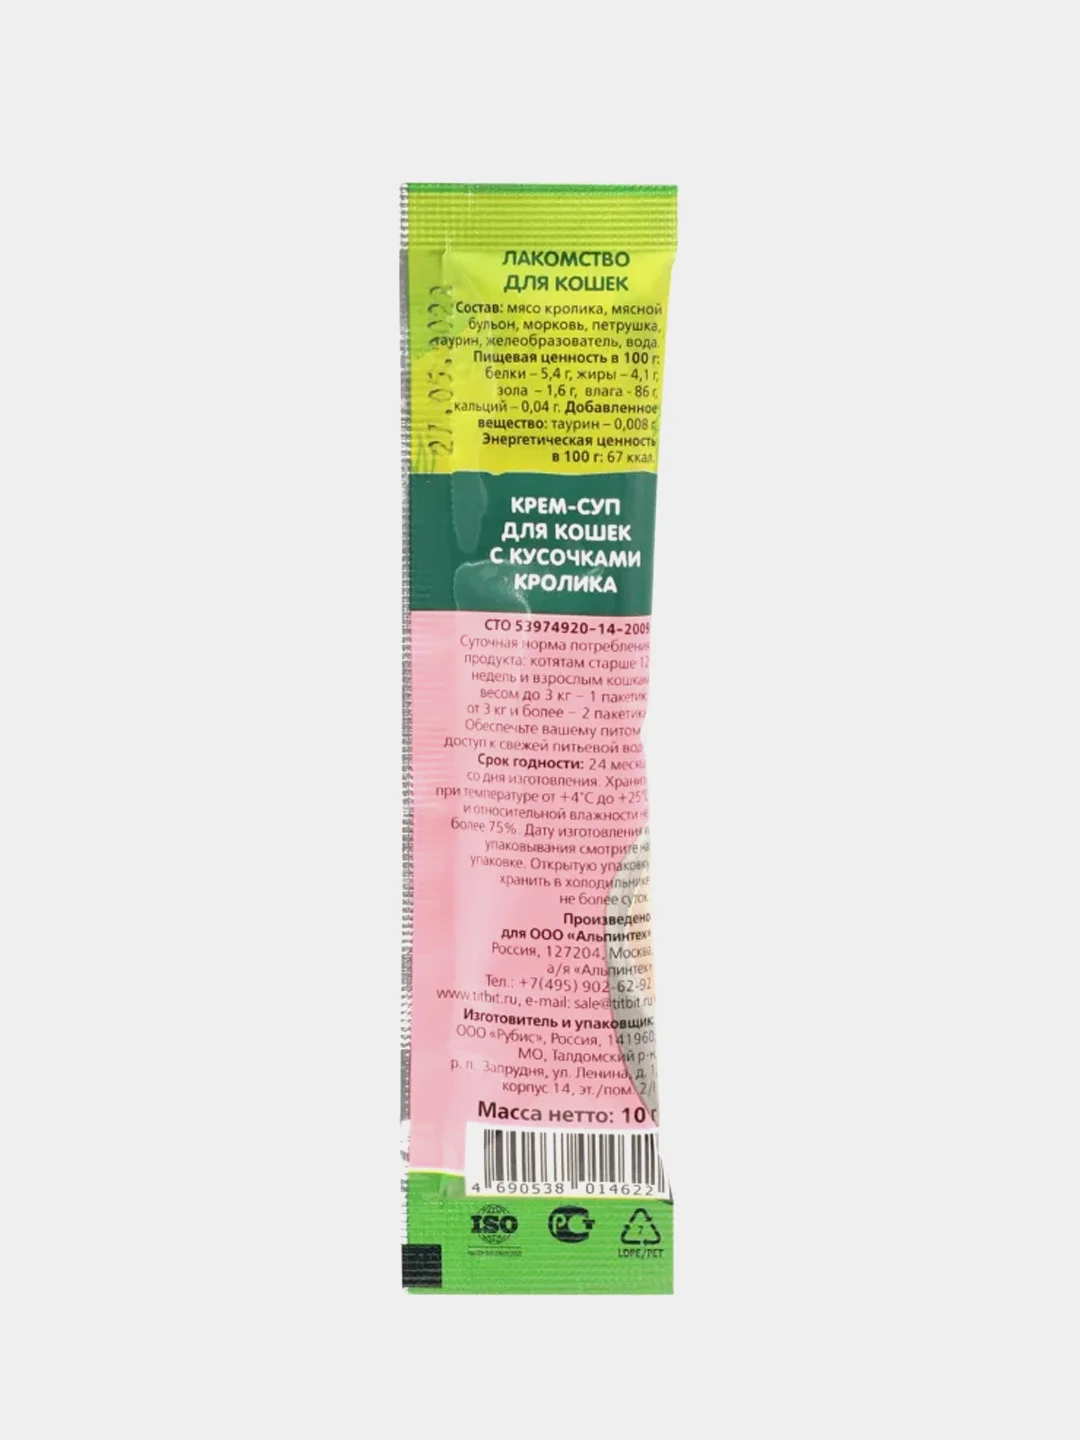 ЛАКОМСТВО
ДЛЯ КОШЕК
Состав: мясо кролика, мясной
бульон, морковь, петрушка,
таурин, желеобразователь, вода.
Пищевая ценность в 100 г:
белки – 5,4 г, жиры – 4,1 г,
зола – 1,6 г, влага - 86 г,
кальций – 0,04 г. Добавленное
вещество: таурин – 0,008 г.
Энергетическая ценность
в 100 г: 67 ккал.
КРЕМ-СУП
ДЛЯ КОШЕК
С КУСОЧКАМИ
КРОЛИКА
СТО 53974920-14-2009
Суточная норма потребления
продукта: котятам старше 12
недель и взрослым кошкам
весом до 3 кг – 1 пакетик,
от 3 кг и более – 2 пакетика.
Обеспечьте вашему питом
доступ к свежей питьевой вод
Срок годности: 24 месяц
со дня изготовления. Хранить
при температуре от +4°C до +25°C
и относительной влажности не
более 75%. Дату изготовления и
упаковывания смотрите на
упаковке. Открытую упаковку
хранить в холодильнике
не более суток.
Произведено
для ООО «Альпинтех»
Россия, 127204, Москва,
а/я «Альпинтех»
Тел.: +7(495) 902-62-92
www.titbit.ru, e-mail: sale@titbit.ru
Изготовитель и упаковщик:
ООО «Рубис», Россия, 141960,
МО, Талдомский р-н,
р. п. Запрудня, ул. Ленина, д. 1,
корпус 14, эт./пом. 2/
Масса нетто: 10 г
4 690538 014622
ISO
РСТ
7
LDPE/PET